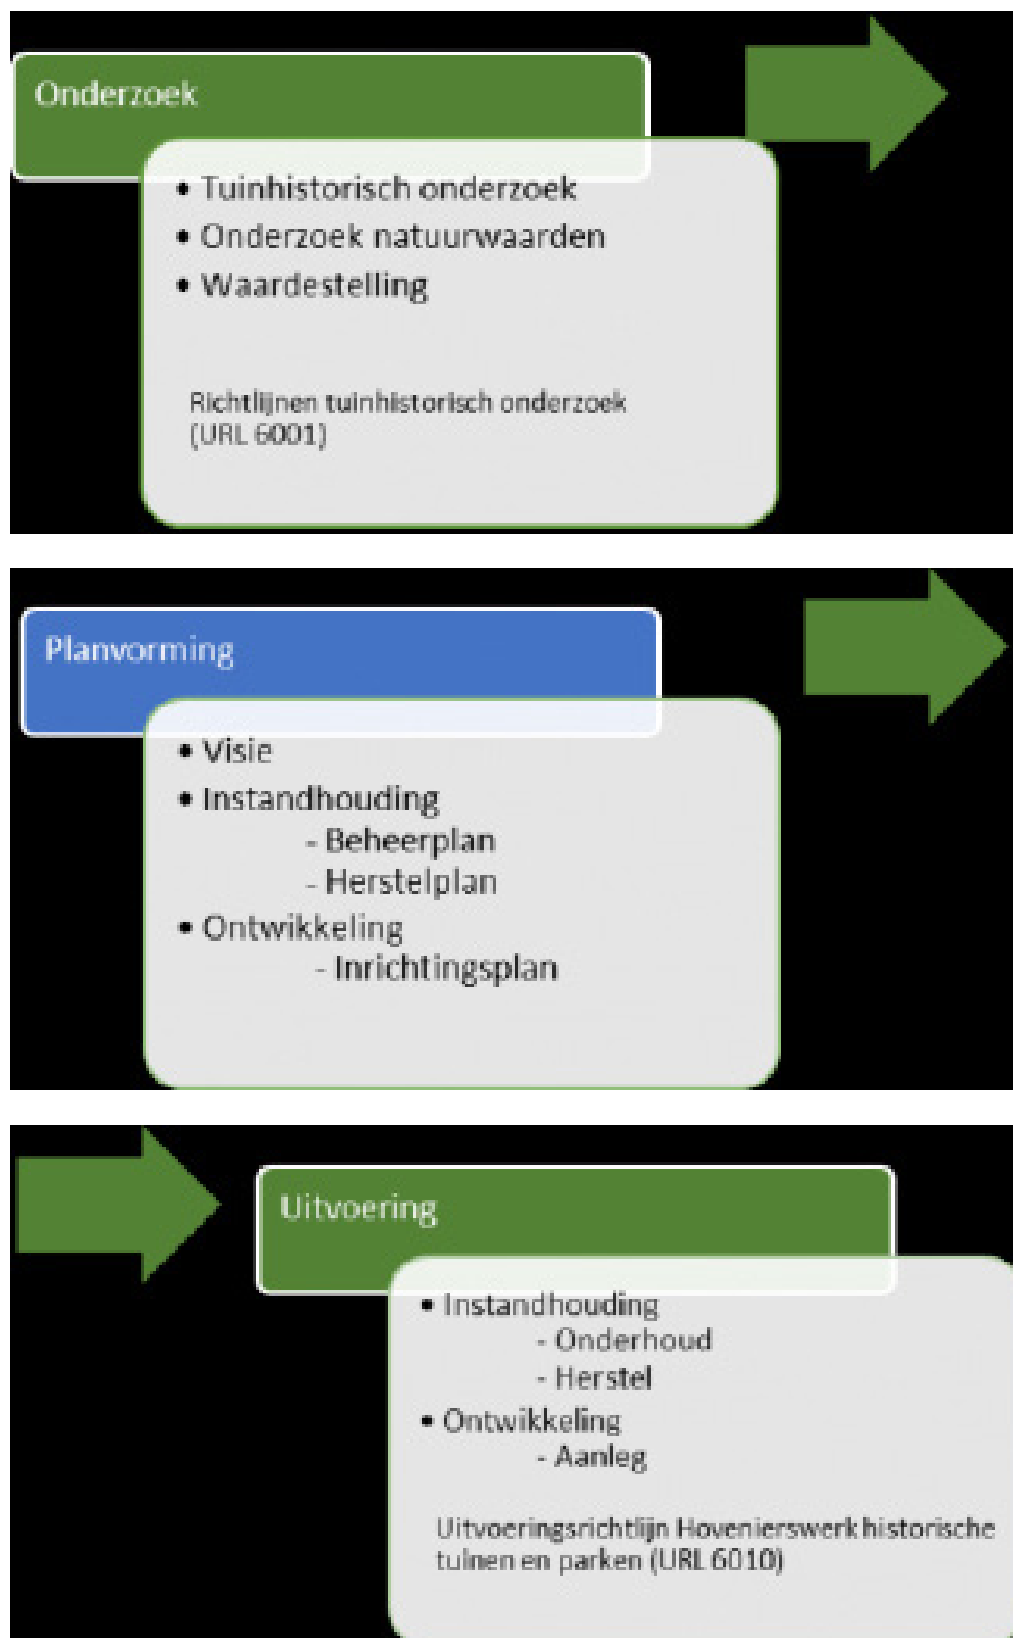 Onderzoek
• Tuinhistorisch onderzoek
• Onderzoek natuurwaarden
• Waardestelling
Richtlijnen tuinhistorisch onderzoek
(URL 6001)
Planvorming
• Visie
• Instandhouding
- Beheerplan
- Herstelplan
• Ontwikkeling
- Inrichtingsplan
Uitvoering
• Instandhouding
- Onderhoud
- Herstel
• Ontwikkeling
- Aanleg
Uitvoeringsrichtlijn Hovenierswerk historische
tuinen en parken (URL 6010)